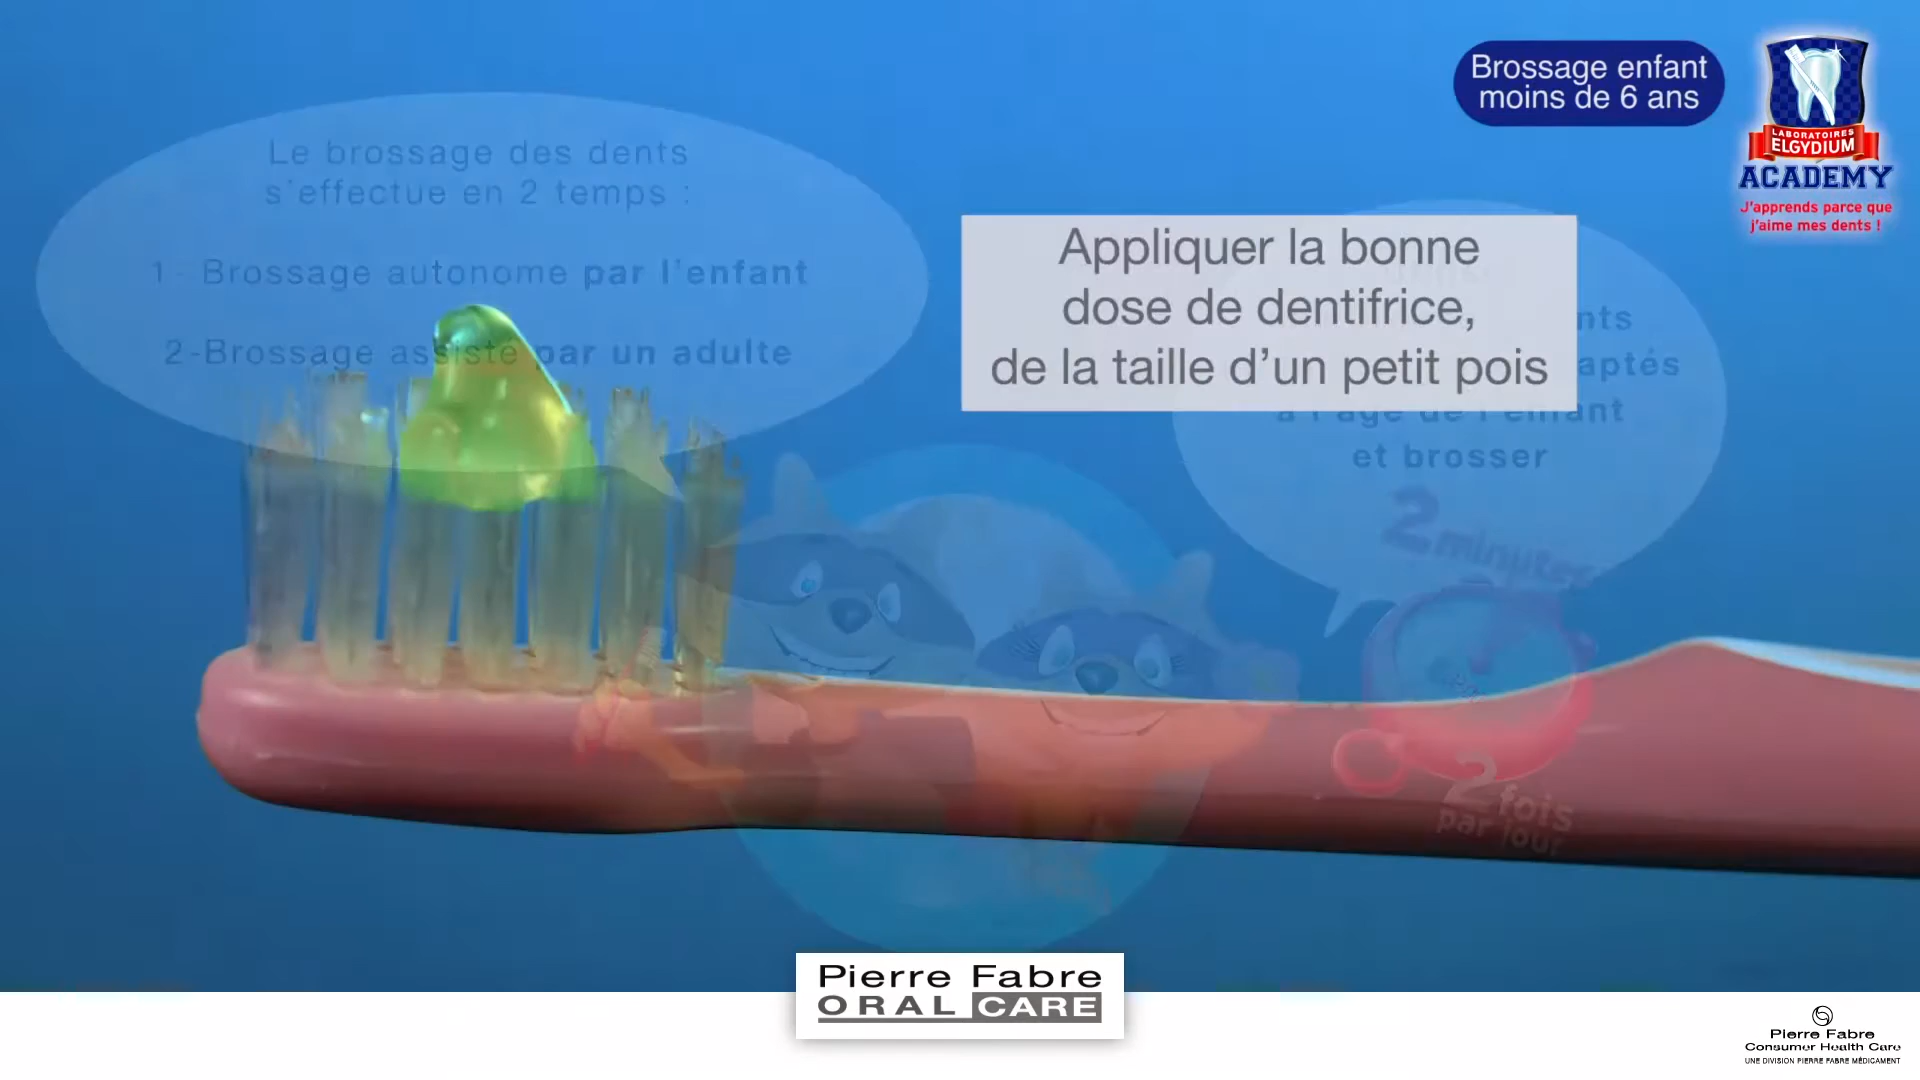 Brossage enfant
moins de 6 ans
LABORATOIRES
ELGYDIUM
ACADEMY
J'apprends parce que
j'aime mes dents !
Le brossage des dents
s'effectue en 2 temps :
1- Brossage autonome par l'enfant
2-Brossage assisté par un adulte
Appliquer la bonne
dose de dentifrice,
de la taille d'un petit pois
à l'âge de l'enfant
et brosser
2 minutes
2 fois
par jour
Pierre Fabre
ORAL CARE
Pierre Fabre
Consumer Health Care
UNE DIVISION PIERRE FABRE MÉDICAMENT